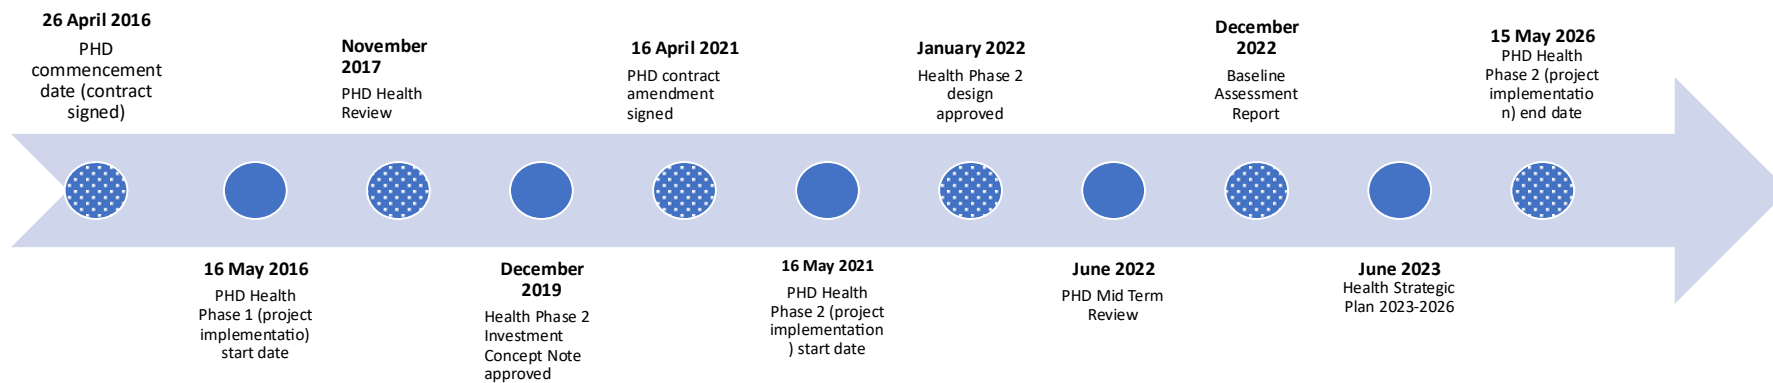 26 April 2016
PHD
commencement
date (contract
signed)
November
2017
PHD Health
Review
16 April 2021
PHD contract
amendment
signed
January 2022
Health Phase 2
design
approved
December
2022
Baseline
Assessment
Report
15 May 2026
PHD Health
Phase 2 (project
implementatio
n) end date
16 May 2016
PHD Health
Phase 1 (project
implementatio)
start date
December
2019
Health Phase 2
Investment
Concept Note
approved
16 May 2021
PHD Health
Phase 2 (project
implementation
) start date
June 2022
PHD Mid Term
Review
June 2023
Health Strategic
Plan 2023-2026